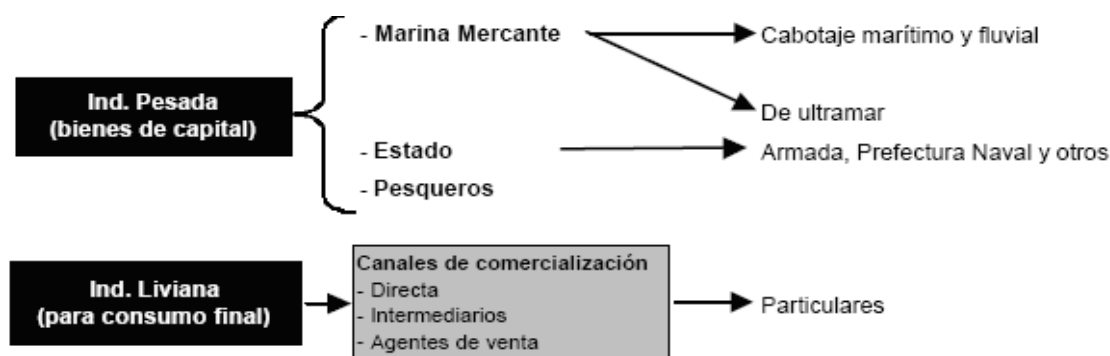 - Marina Mercante
Cabotaje marítimo y fluvial
Ind. Pesada
(bienes de capital)
De ultramar
- Estado
Armada, Prefectura Naval y otros
- Pesqueros
Ind. Liviana
(para consumo final)
Canales de comercialización
- Directa
- Intermediarios
- Agentes de venta
Particulares